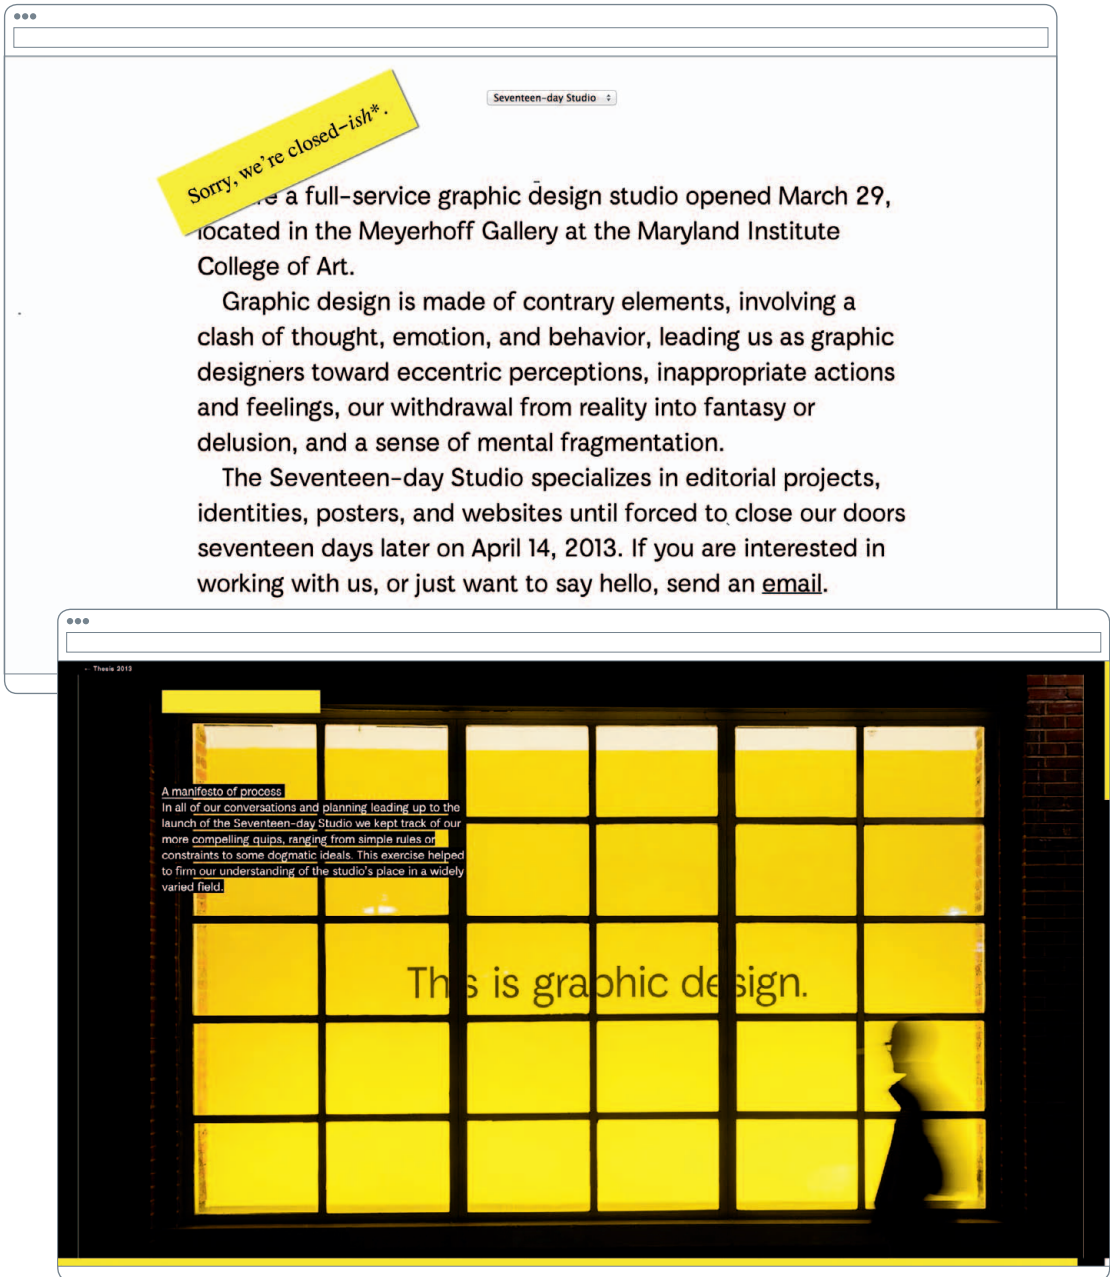 Seventeen-day Studio
Sorry, we're closed-ish*.
a full-service graphic design studio opened March 29,
located in the Meyerhoff Gallery at the Maryland Institute
College of Art.
Graphic design is made of contrary elements, involving a
clash of thought, emotion, and behavior, leading us as graphic
designers toward eccentric perceptions, inappropriate actions
and feelings, our withdrawal from reality into fantasy or
delusion, and a sense of mental fragmentation.
The Seventeen-day Studio specializes in editorial projects,
identities, posters, and websites until forced to close our doors
seventeen days later on April 14, 2013. If you are interested in
working with us, or just want to say hello, send an email.
← Thesis 2013
A manifesto of process
In all of our conversations and planning leading up to the
launch of the Seventeen-day Studio we kept track of our
more compelling quips, ranging from simple rules or
constraints to some dogmatic ideals. This exercise helped
to firm our understanding of the studio's place in a widely
varied field.
This is graphic design.